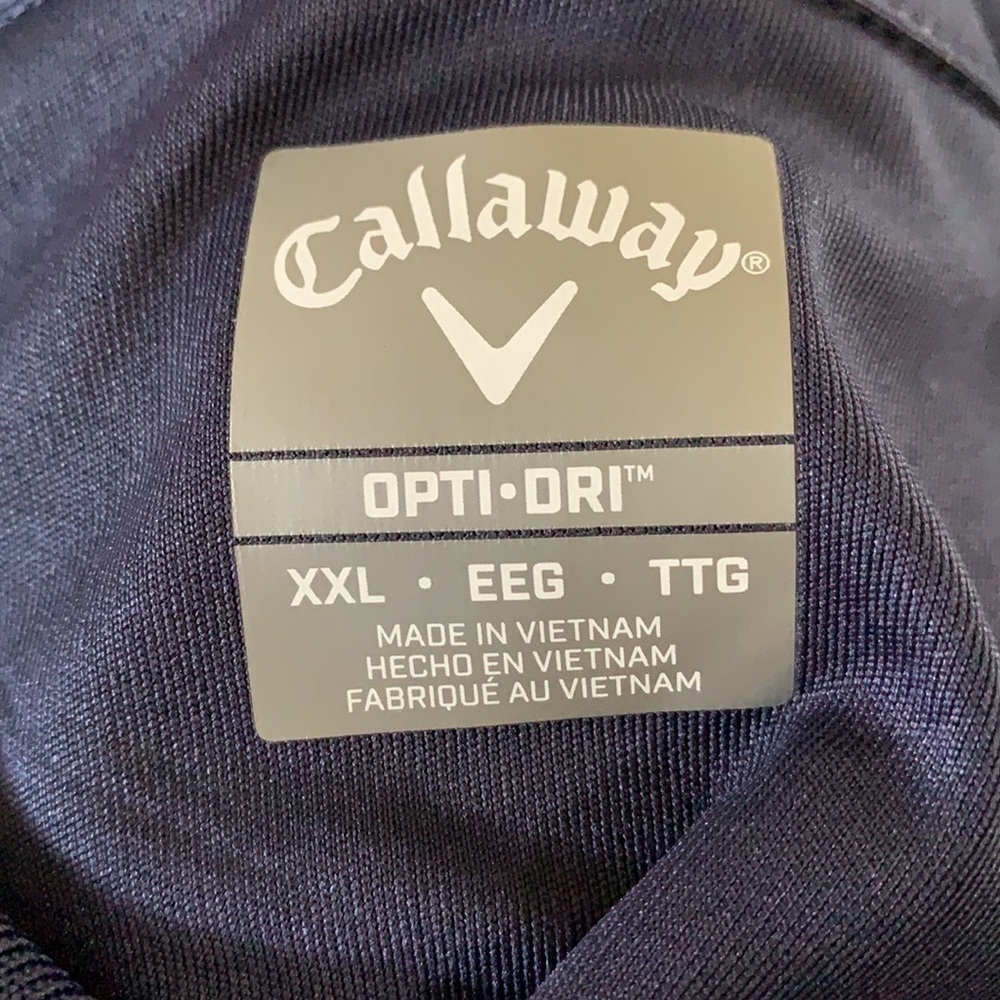 Callaway®
OPTI•DRI™
XXL • EEG • TTG
MADE IN VIETNAM
HECHO EN VIETNAM
FABRIQUÉ AU VIETNAM